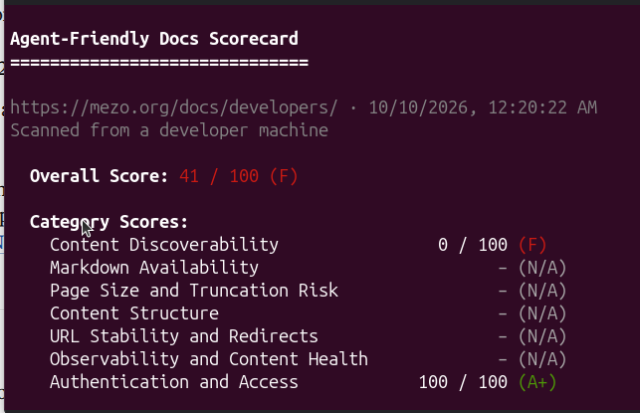 Agent-Friendly Docs Scorecard
==============================
https://mezo.org/docs/developers/ · 10/10/2026, 12:20:22 AM
Scanned from a developer machine
Overall Score: 41 / 100 (F)
Category Scores:
Content Discoverability 0 / 100 (F)
Markdown Availability – (N/A)
Page Size and Truncation Risk – (N/A)
Content Structure – (N/A)
URL Stability and Redirects – (N/A)
Observability and Content Health – (N/A)
Authentication and Access 100 / 100 (A+)